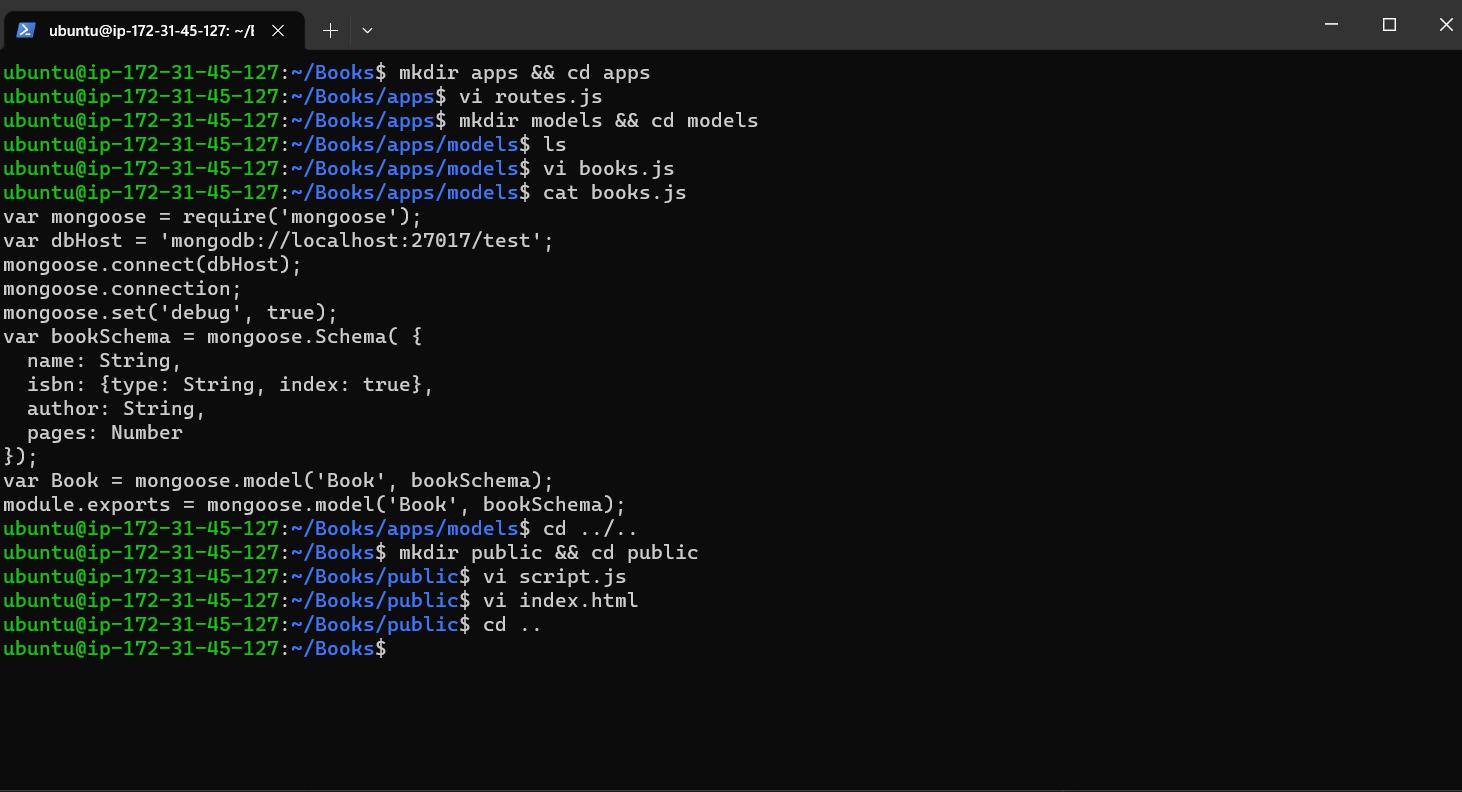 ubuntu@ip-172-31-45-127: ~/E
ubuntu@ip-172-31-45-127:~/Books$ mkdir apps && cd apps
ubuntu@ip-172-31-45-127:~/Books/apps$ vi routes.js
ubuntu@ip-172-31-45-127:~/Books/apps$ mkdir models && cd models
ubuntu@ip-172-31-45-127:~/Books/apps/models$ ls
ubuntu@ip-172-31-45-127:~/Books/apps/models$ vi books.js
ubuntu@ip-172-31-45-127:~/Books/apps/models$ cat books.js
var mongoose = require('mongoose');
var dbHost = 'mongodb://localhost:27017/test';
mongoose.connect(dbHost);
mongoose.connection;
mongoose.set('debug', true);
var bookSchema = mongoose.Schema( {
  name: String,
  isbn: {type: String, index: true},
  author: String,
  pages: Number
});
var Book = mongoose.model('Book', bookSchema);
module.exports = mongoose.model('Book', bookSchema);
ubuntu@ip-172-31-45-127:~/Books/apps/models$ cd ../..
ubuntu@ip-172-31-45-127:~/Books$ mkdir public && cd public
ubuntu@ip-172-31-45-127:~/Books/public$ vi script.js
ubuntu@ip-172-31-45-127:~/Books/public$ vi index.html
ubuntu@ip-172-31-45-127:~/Books/public$ cd ..
ubuntu@ip-172-31-45-127:~/Books$